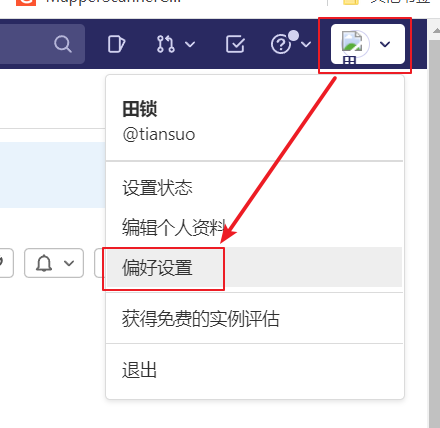 田
田锁
@tiansuo
设置状态
编辑个人资料
偏好设置
获得免费的实例评估
退出